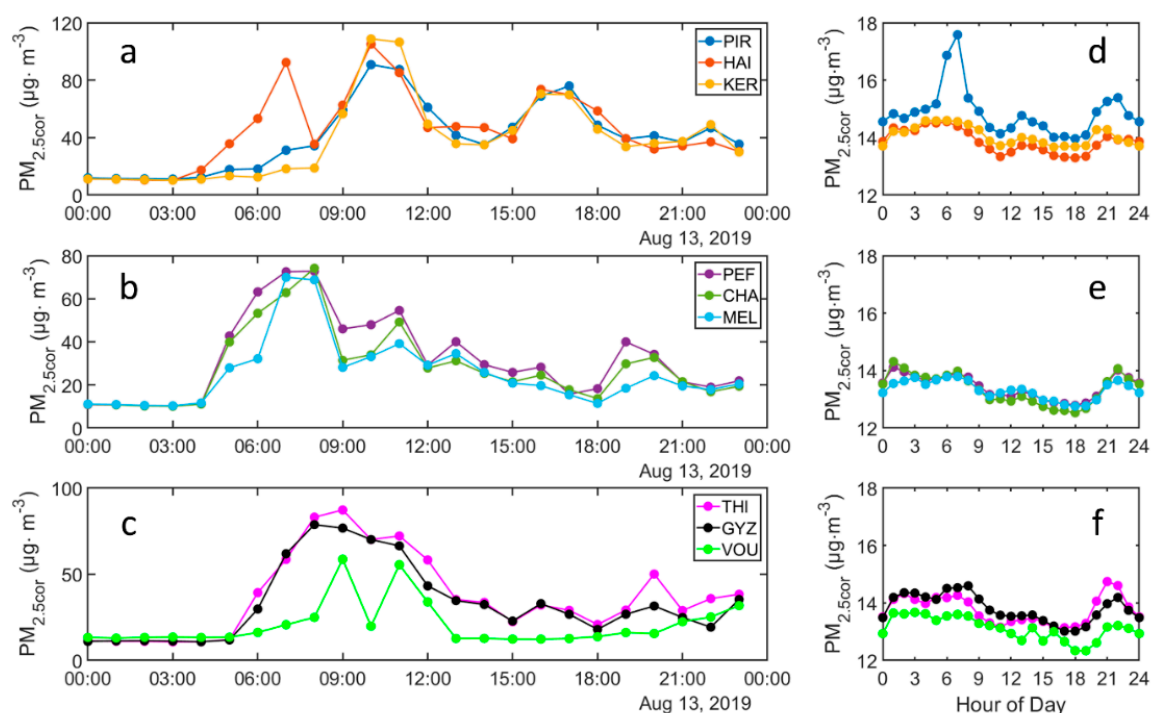 a
PIR
HAI
KER
120
80
40
0
PM2.5cor (μg· m-3)
00:00 03:00 06:00 09:00 12:00 15:00 18:00 21:00 00:00
Aug 13, 2019
d
18
16
14
12
PM2.5cor (μg· m-3)
0 3 6 9 12 15 18 21 24
b
PEF
CHA
MEL
80
60
40
20
0
PM2.5cor (μg· m-3)
00:00 03:00 06:00 09:00 12:00 15:00 18:00 21:00 00:00
Aug 13, 2019
e
18
16
14
12
PM2.5cor (μg· m-3)
0 3 6 9 12 15 18 21 24
c
THI
GYZ
VOU
100
50
0
PM2.5cor (μg· m-3)
00:00 03:00 06:00 09:00 12:00 15:00 18:00 21:00 00:00
Aug 13, 2019
f
18
16
14
12
PM2.5cor (μg· m-3)
0 3 6 9 12 15 18 21 24
Hour of Day